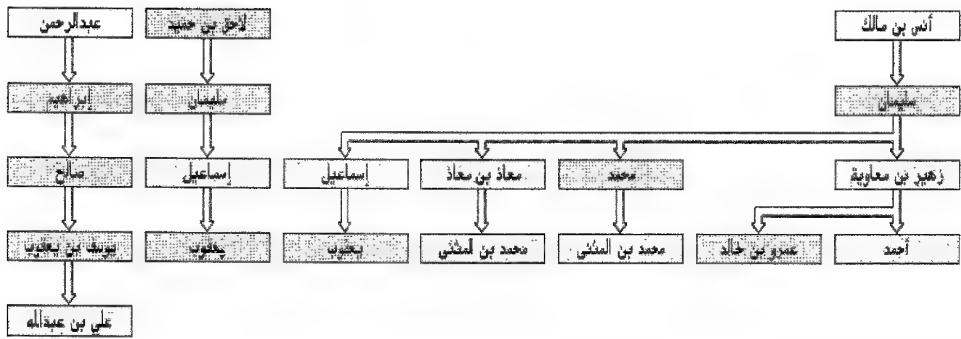 أنس بن مالك لاحق بن حميد عبدالرحمن
سليمان سليمان إبراهيم
زهير بن معاوية محمد معاذ بن معاذ إسماعيل إسماعيل صالح
أحمد عمرو بن خالد محمد بن المثنى محمد بن المثنى يعقوب يعقوب يوسف بن يعقوب
علي بن عبدالله